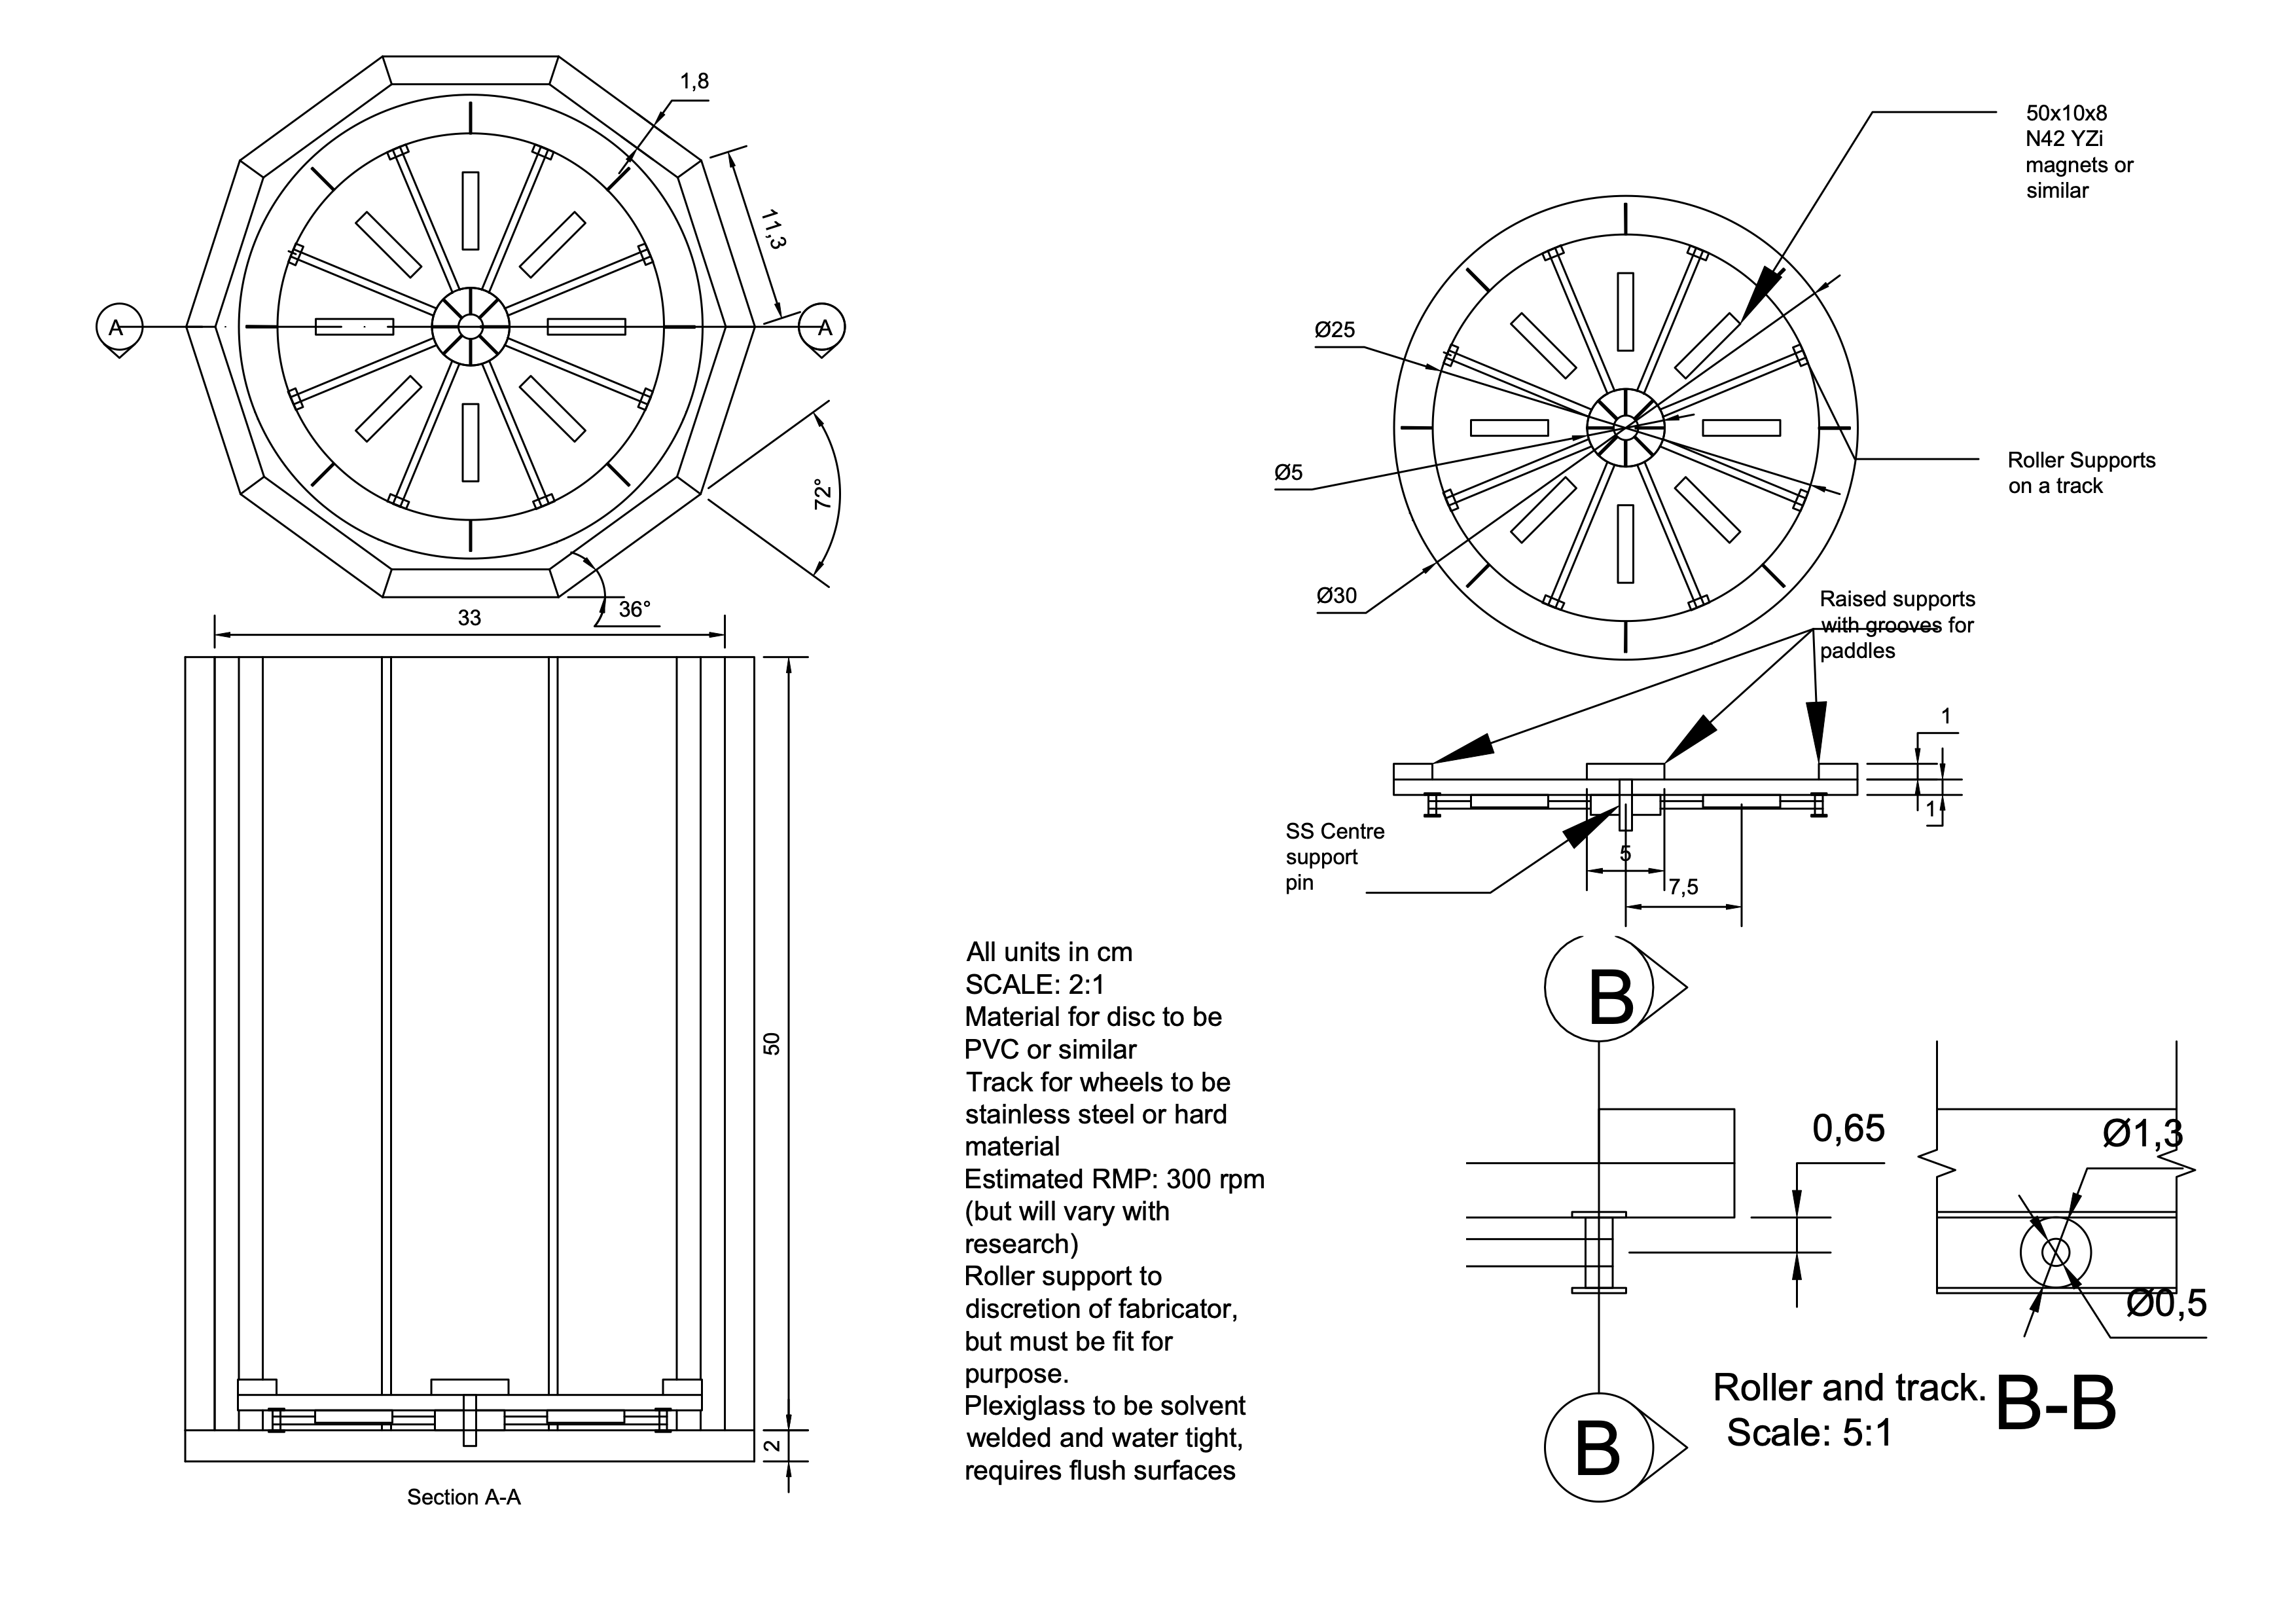 1,8
11,3
A
A
72°
36°
33
50
2
Section A-A
50x10x8
N42 YZi
magnets or
similar
Ø25
Ø5
Ø30
Roller Supports
on a track
Raised supports
with grooves for
paddles
1
1
SS Centre
support
pin
5
7,5
All units in cm
SCALE: 2:1
Material for disc to be
PVC or similar
Track for wheels to be
stainless steel or hard
material
Estimated RMP: 300 rpm
(but will vary with
research)
Roller support to
discretion of fabricator,
but must be fit for
purpose.
Plexiglass to be solvent
welded and water tight,
requires flush surfaces
B
0,65
Ø1,3
Ø0,5
B
Roller and track.
Scale: 5:1
B-B